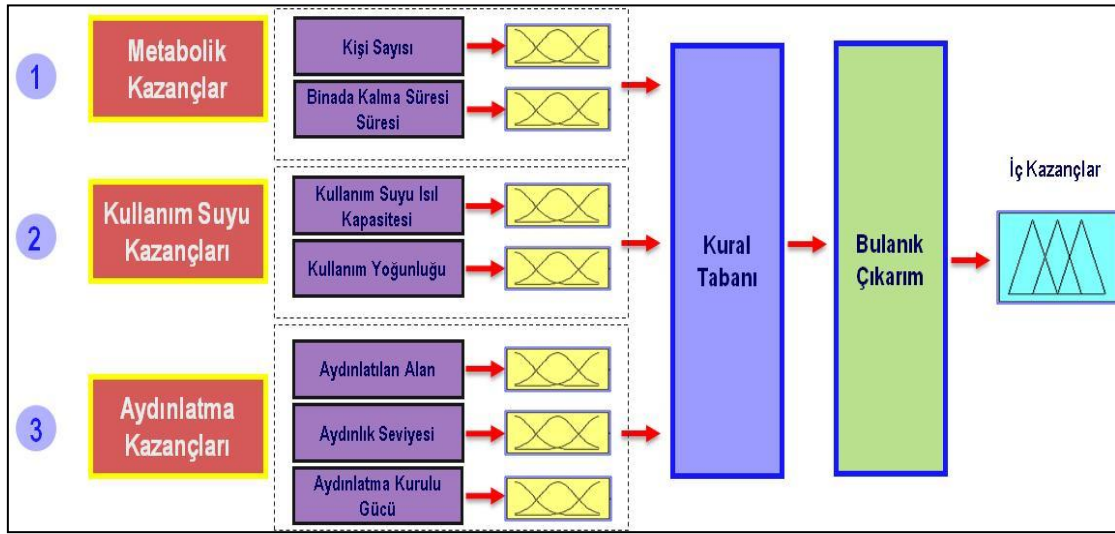 1
Metabolik
Kazançlar
Kişi Sayısı
Binada Kalma Süresi
Süresi
2
Kullanım Suyu
Kazançları
Kullanım Suyu Isıl
Kapasitesi
Kullanım Yoğunluğu
3
Aydınlatma
Kazançları
Aydınlatılan Alan
Aydınlık Seviyesi
Aydınlatma Kurulu
Gücü
Kural
Tabanı
Bulanık
Çıkarım
İç Kazançlar